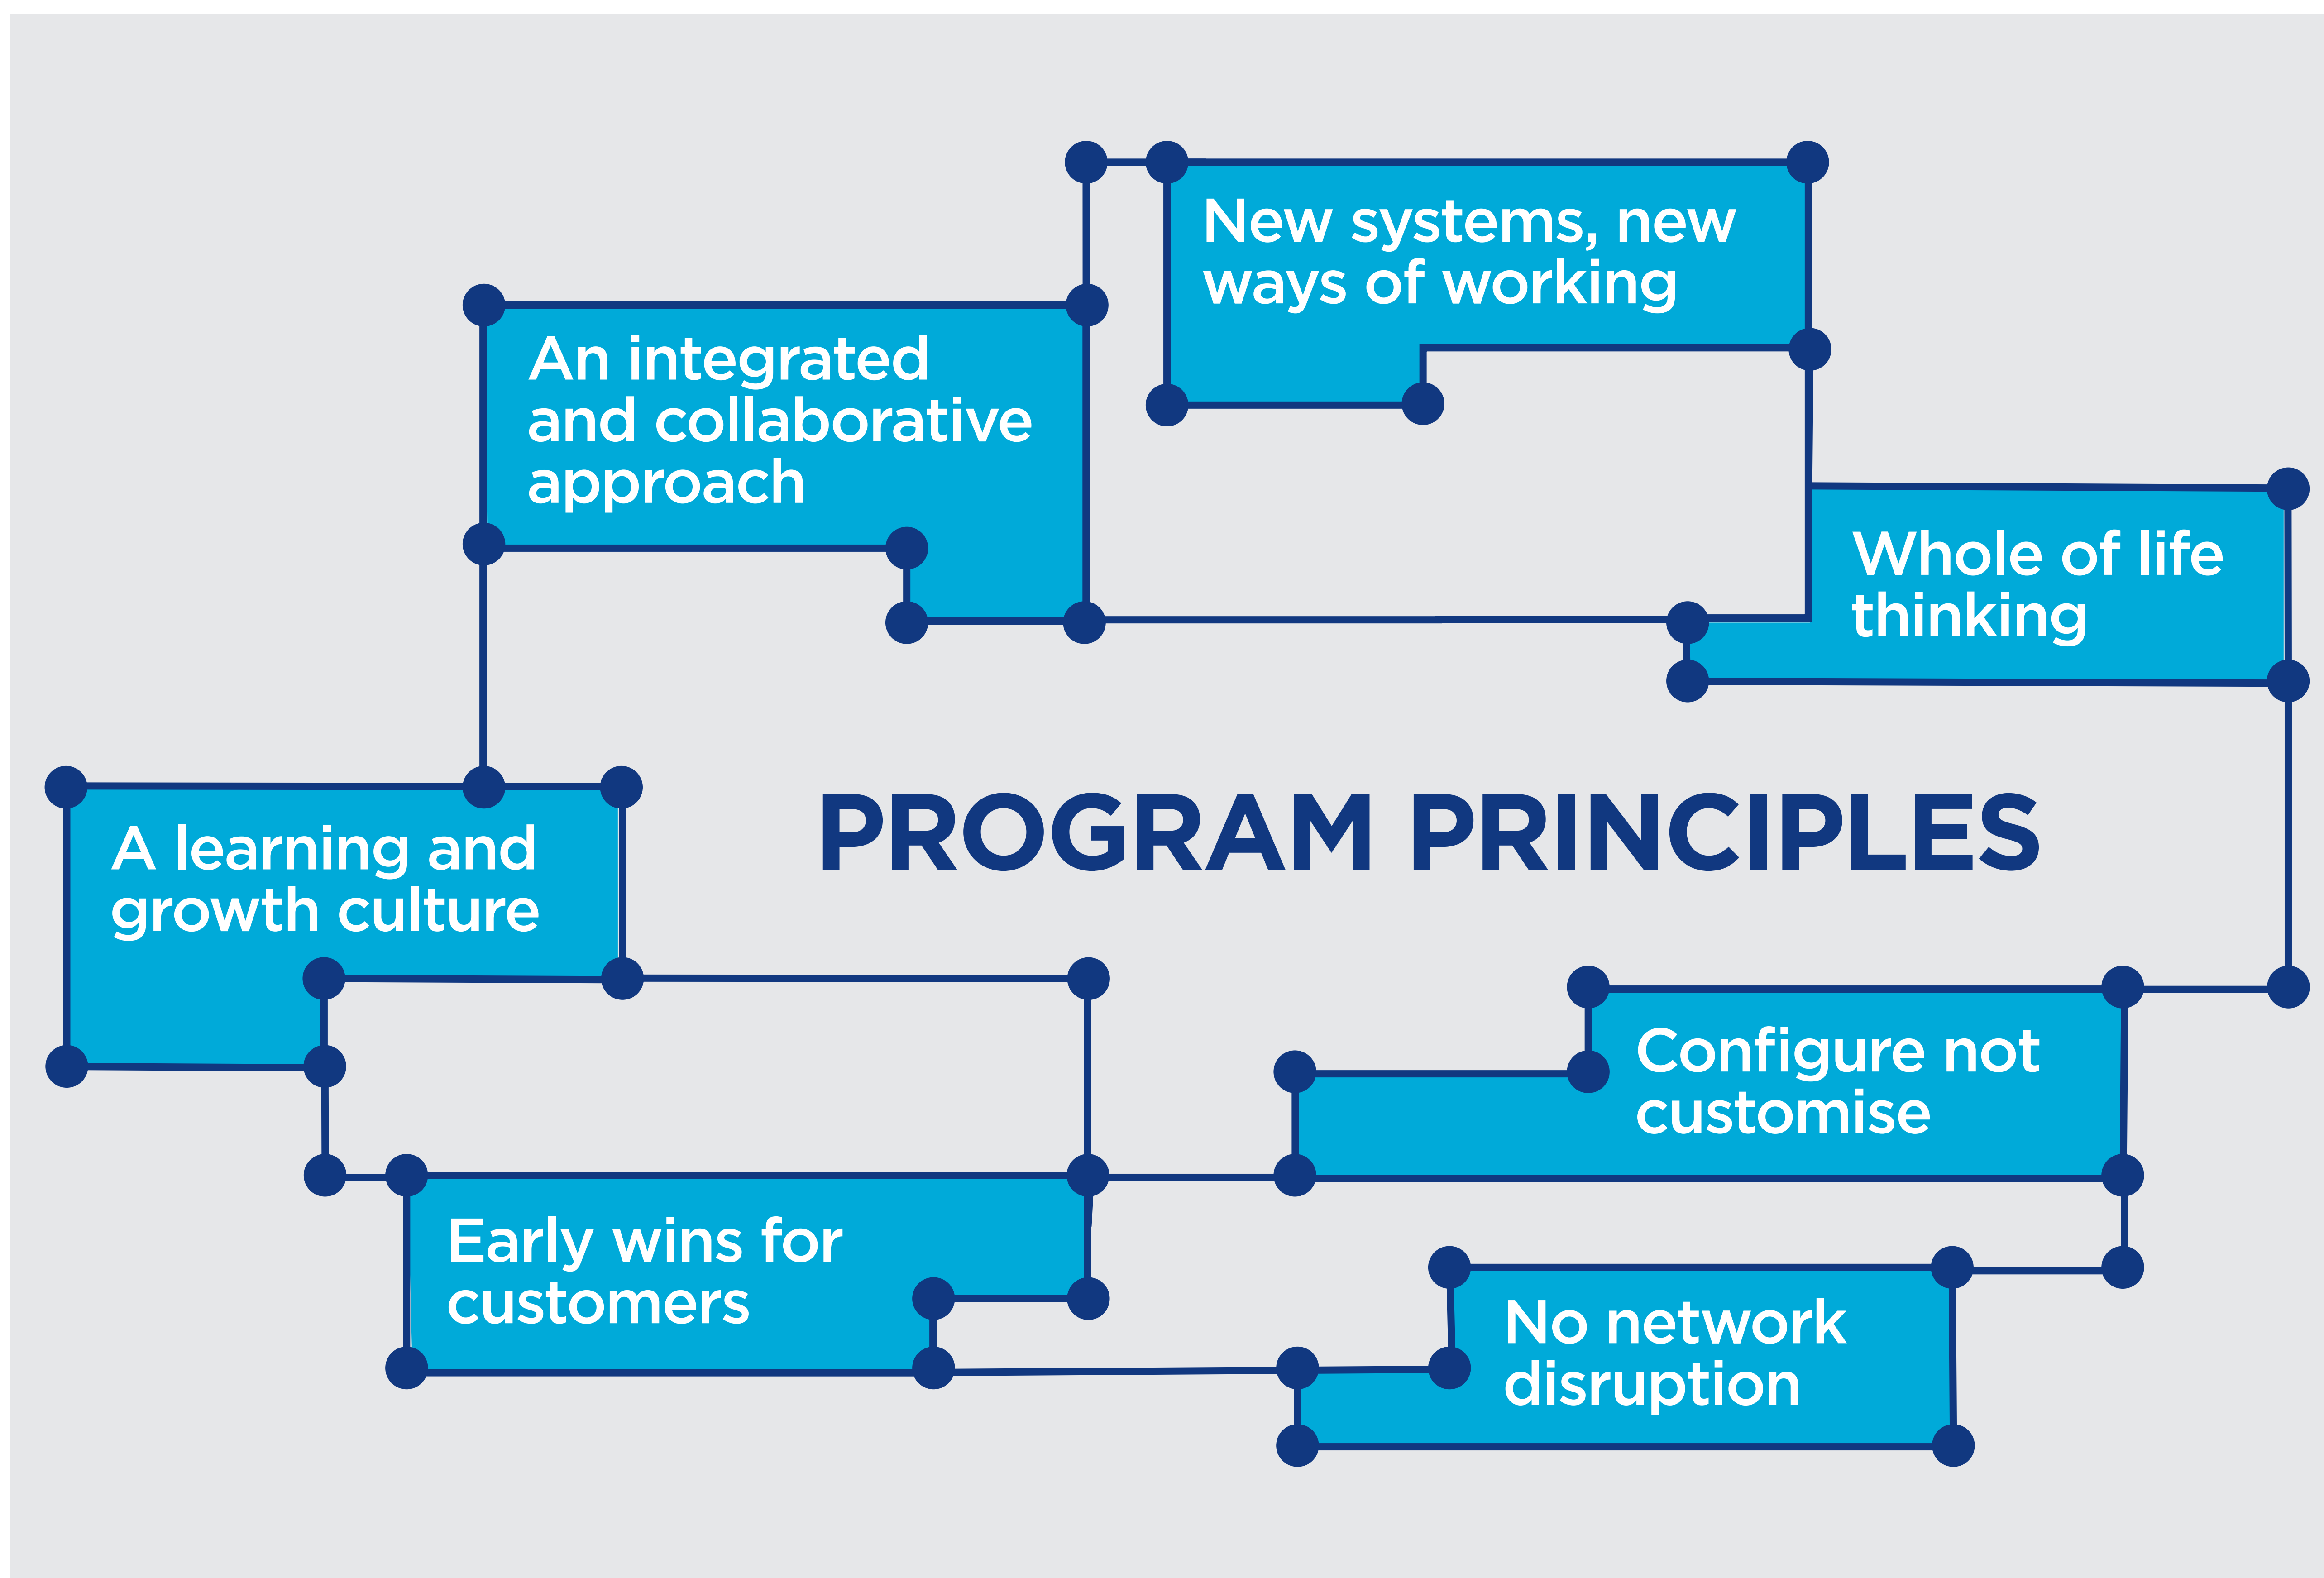 New systems, new
ways of working
An integrated
and collaborative
approach
Whole of life
thinking
PROGRAM PRINCIPLES
A learning and
growth culture
Configure not
customise
Early wins for
customers
No network
disruption